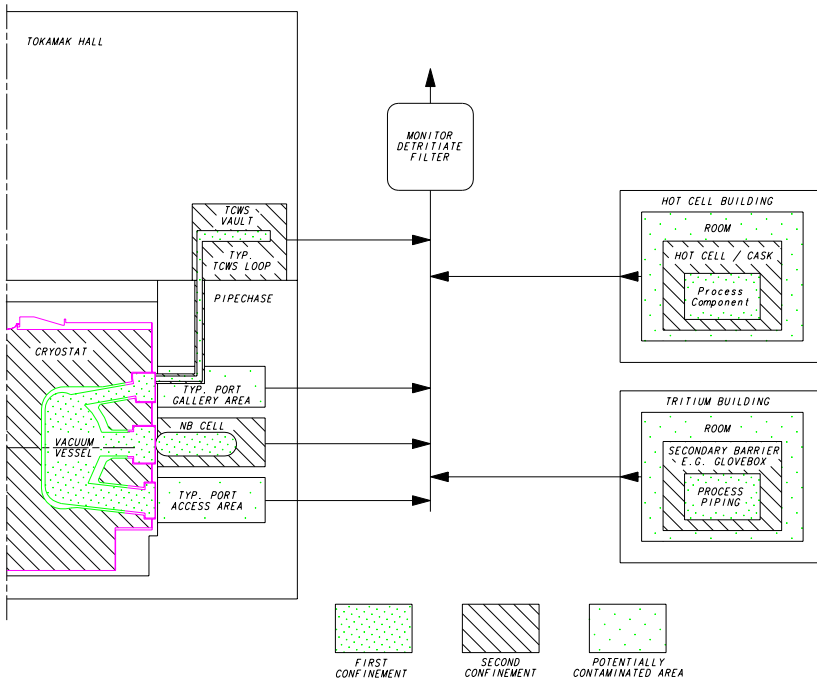 TOKAMAK HALL
MONITOR
DETRITIATE
FILTER
TCWS
VAULT
TYP.
TCWS LOOP
PIPECHASE
CRYOSTAT
TYP. PORT
GALLERY AREA
NB CELL
VACUUM
VESSEL
TYP. PORT
ACCESS AREA
HOT CELL BUILDING
ROOM
HOT CELL / CASK
Process
Component
TRITIUM BUILDING
ROOM
SECONDARY BARRIER
E.G. GLOVEBOX
PROCESS
PIPING
FIRST
CONFINEMENT
SECOND
CONFINEMENT
POTENTIALLY
CONTAMINATED AREA